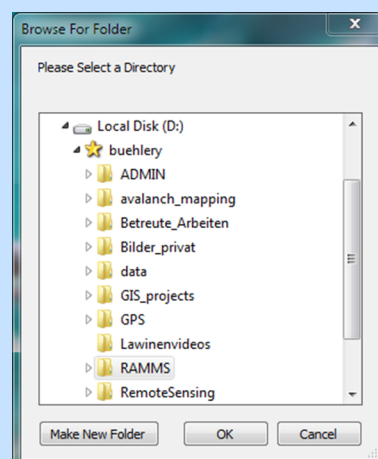 Browse For Folder
Please Select a Directory
Local Disk (D:)
buehlery
ADMIN
avalanch_mapping
Betreute_Arbeiten
Bilder_privat
data
GIS_projects
GPS
Lawinenvideos
RAMMS
RemoteSensing
Make New Folder OK Cancel